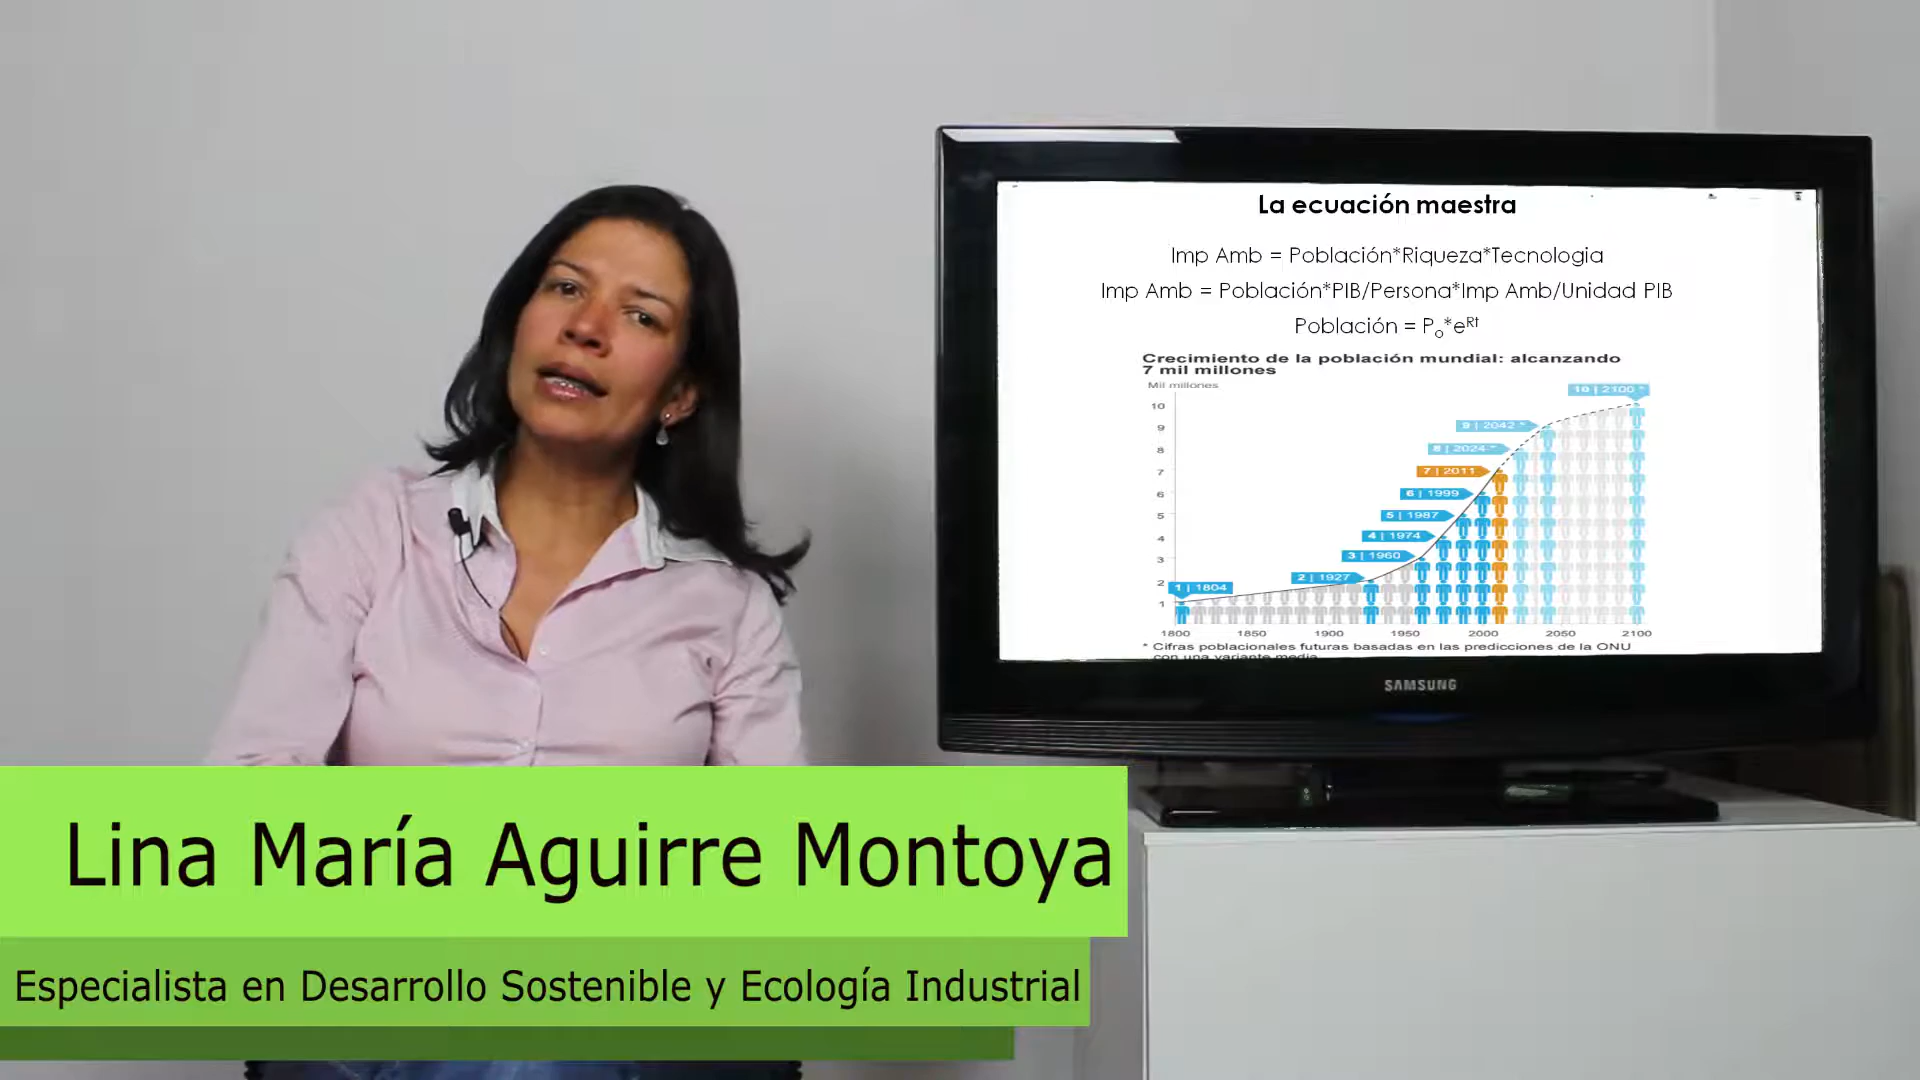 La ecuación maestra
Imp Amb = Población*Riqueza*Tecnologia
Imp Amb = Población*PIB/Persona*Imp Amb/Unidad PIB
Población = Po*eRt
Crecimiento de la población mundial: alcanzando
7 mil millones
Mil millones
10
9
8
7
6
5
4
3
2
1
10 | 2100 *
9 | 2042 *
8 | 2024 *
7 | 2011
6 | 1999
5 | 1987
4 | 1974
3 | 1960
2 | 1927
1 | 1804
1800 1850 1900 1950 2000 2050 2100
* Cifras poblacionales futuras basadas en las predicciones de la ONU
con una variante media
SAMSUNG
Lina María Aguirre Montoya
Especialista en Desarrollo Sostenible y Ecología Industrial